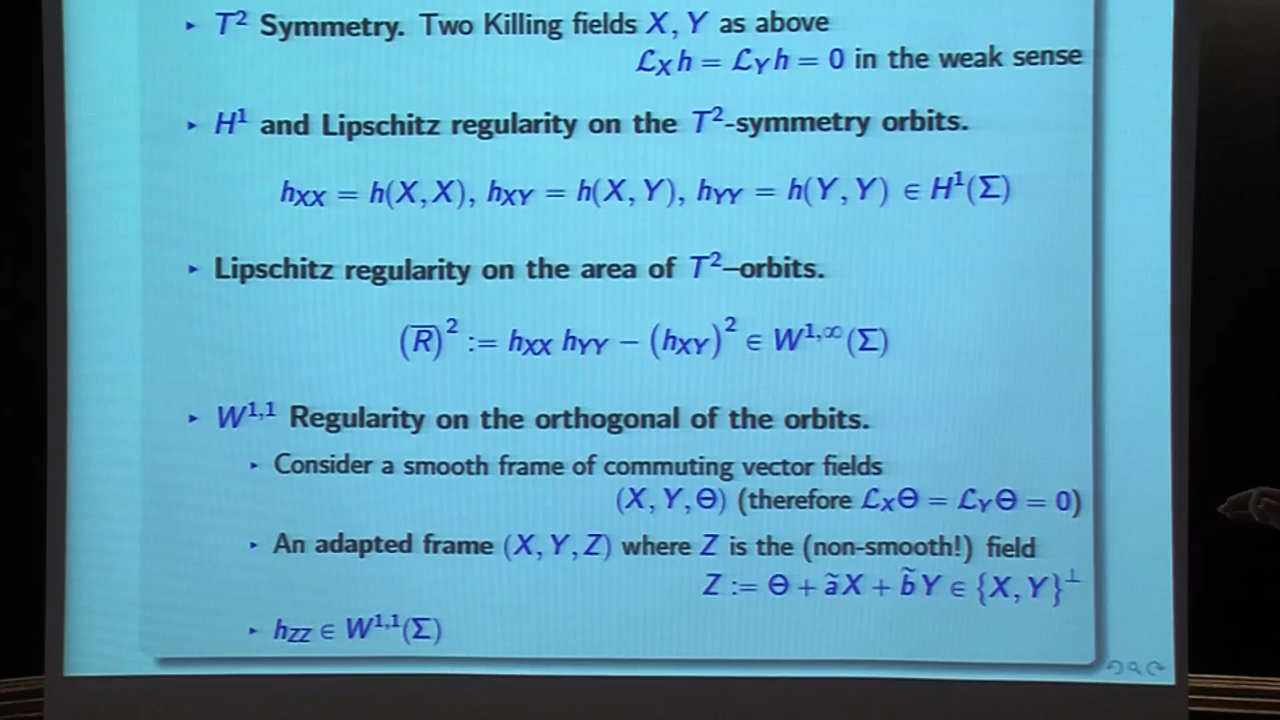 ▸ T² Symmetry. Two Killing fields X, Y as above
ℒ_X h = ℒ_Y h = 0 in the weak sense
▸ H¹ and Lipschitz regularity on the T²-symmetry orbits.
h_XX = h(X, X), h_XY = h(X, Y), h_YY = h(Y, Y) ∈ H¹(Σ)
▸ Lipschitz regularity on the area of T²–orbits.
(R̅)² := h_XX h_YY − (h_XY)² ∈ W^{1,∞}(Σ)
▸ W^{1,1} Regularity on the orthogonal of the orbits.
▸ Consider a smooth frame of commuting vector fields
(X, Y, Θ) (therefore ℒ_X Θ = ℒ_Y Θ = 0)
▸ An adapted frame (X, Y, Z) where Z is the (non-smooth!) field
Z := Θ + ãX + b̃Y ∈ {X, Y}^⊥
▸ h_ZZ ∈ W^{1,1}(Σ)